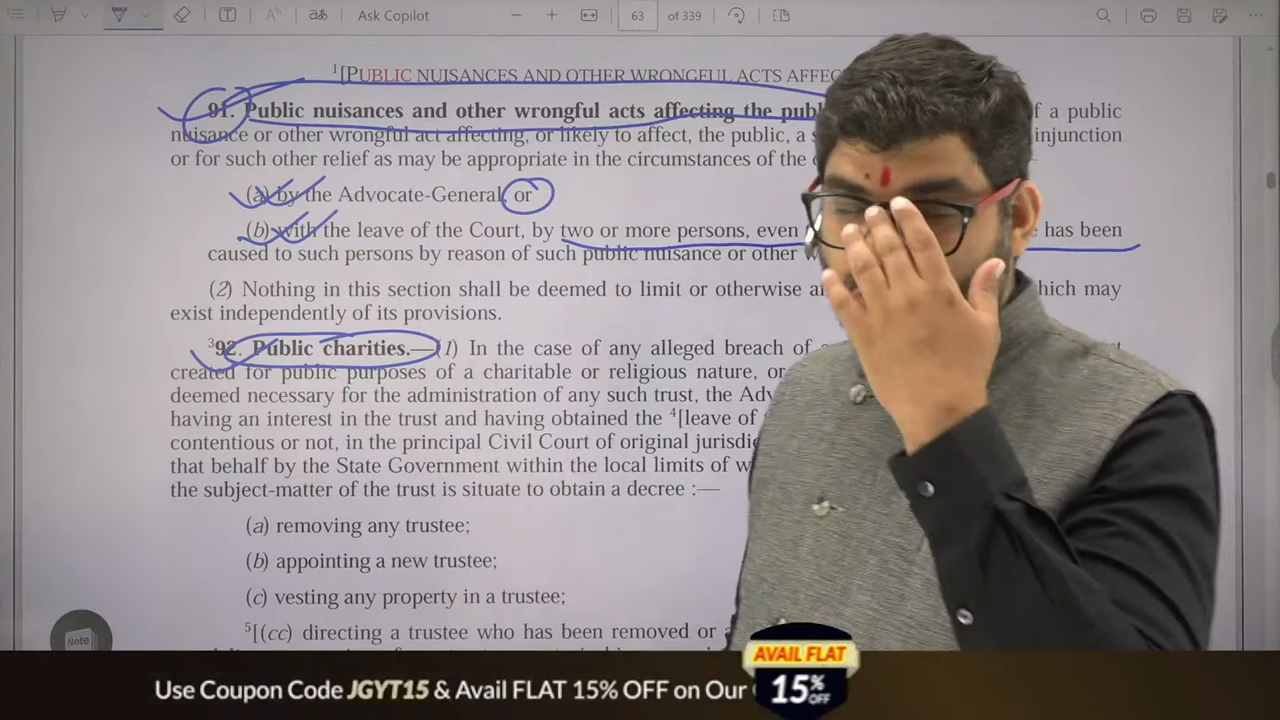 Ask Copilot
63 of 339
1[PUBLIC NUISANCES AND OTHER WRONGFUL ACTS AFFEC
91. Public nuisances and other wrongful acts affecting the publ f a public
nuisance or other wrongful act affecting, or likely to affect, the public, a s injunction
or for such other relief as may be appropriate in the circumstances of the
(a) by the Advocate-General, or
(b) with the leave of the Court, by two or more persons, even has been
caused to such persons by reason of such public nuisance or other w
(2) Nothing in this section shall be deemed to limit or otherwise a hich may
exist independently of its provisions.
392. Public charities.—(1) In the case of any alleged breach of
created for public purposes of a charitable or religious nature, or
deemed necessary for the administration of any such trust, the Adv
having an interest in the trust and having obtained the 4[leave of
contentious or not, in the principal Civil Court of original jurisdic
that behalf by the State Government within the local limits of w
the subject-matter of the trust is situate to obtain a decree :—
(a) removing any trustee;
(b) appointing a new trustee;
(c) vesting any property in a trustee;
5[(cc) directing a trustee who has been removed or
Note
AVAIL FLAT
Use Coupon Code JGYT15 & Avail FLAT 15% OFF on Our
15% OFF